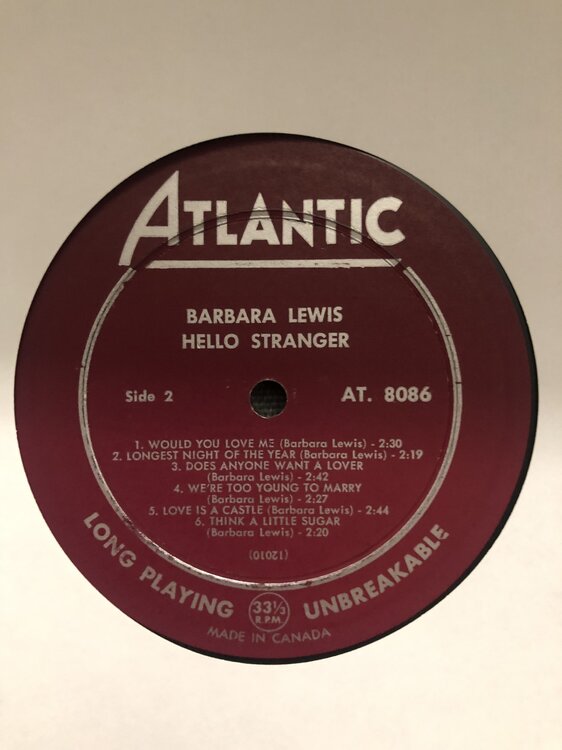 ATLANTIC
BARBARA LEWIS
HELLO STRANGER
Side 2
AT. 8086
1. WOULD YOU LOVE ME (Barbara Lewis) - 2:30
2. LONGEST NIGHT OF THE YEAR (Barbara Lewis) - 2:19
3. DOES ANYONE WANT A LOVER
(Barbara Lewis) - 2:42
4. WE'RE TOO YOUNG TO MARRY
(Barbara Lewis) - 2:27
5. LOVE IS A CASTLE (Barbara Lewis) - 2:44
6. THINK A LITTLE SUGAR
(Barbara Lewis) - 2:20
(12010)
LONG PLAYING 33⅓ R.P.M. UNBREAKABLE
MADE IN CANADA